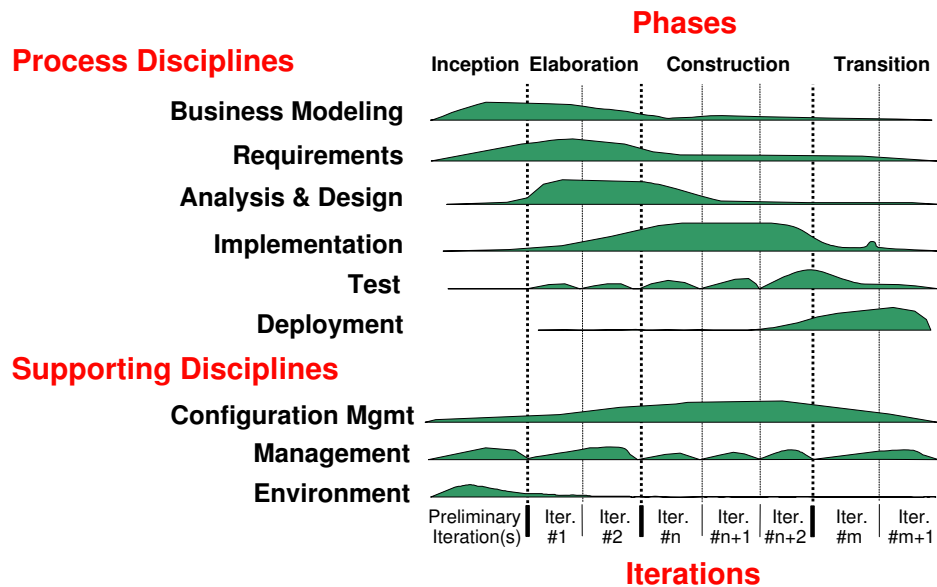 Phases
Process Disciplines
Inception Elaboration Construction Transition
Business Modeling
Requirements
Analysis & Design
Implementation
Test
Deployment
Supporting Disciplines
Configuration Mgmt
Management
Environment
Preliminary Iter. Iter. Iter. Iter. Iter. Iter. Iter.
Iteration(s) #1 #2 #n #n+1 #n+2 #m #m+1
Iterations